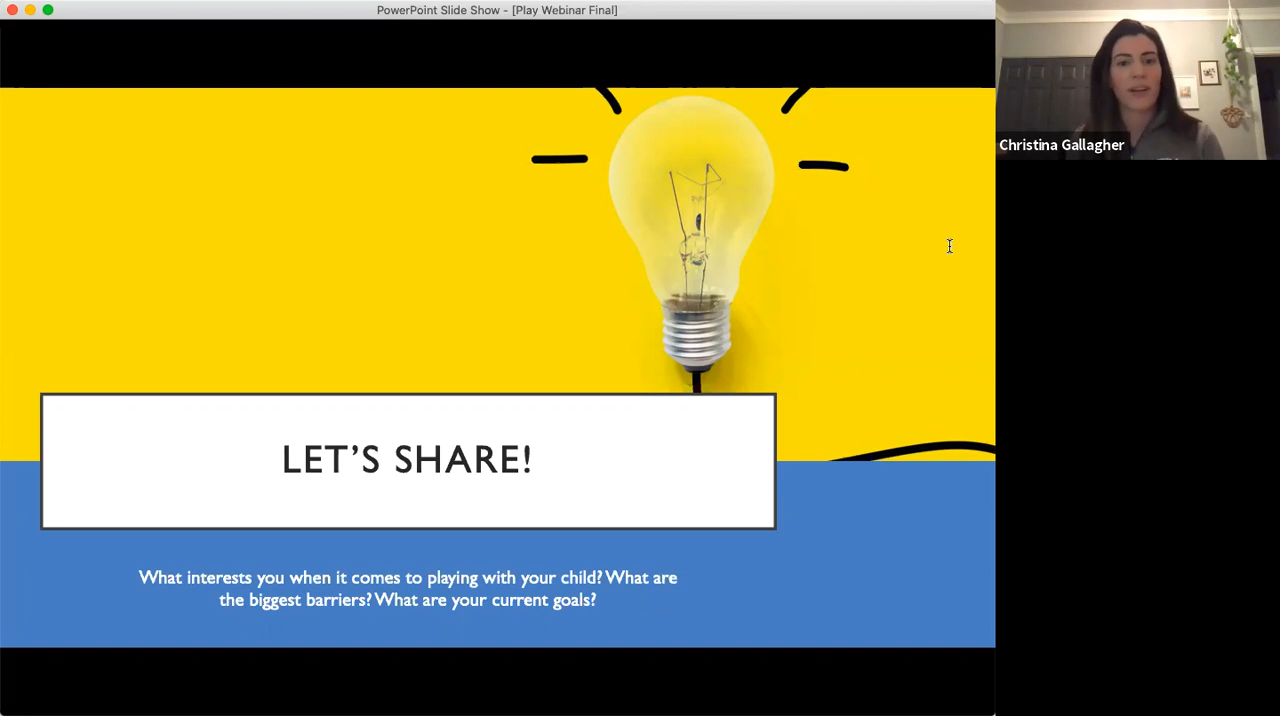 PowerPoint Slide Show - [Play Webinar Final]
Christina Gallagher
LET’S SHARE!
What interests you when it comes to playing with your child? What are
the biggest barriers? What are your current goals?